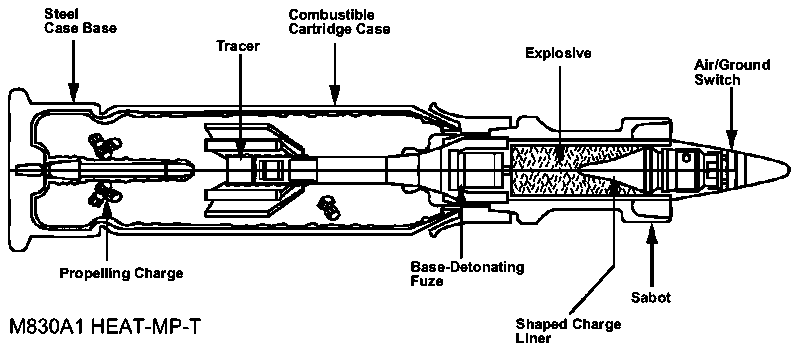 Steel
Case Base
Tracer
Combustible
Cartridge Case
Explosive
Air/Ground
Switch
Propelling Charge
Base-Detonating
Fuze
Shaped Charge
Liner
Sabot
M830A1 HEAT-MP-T